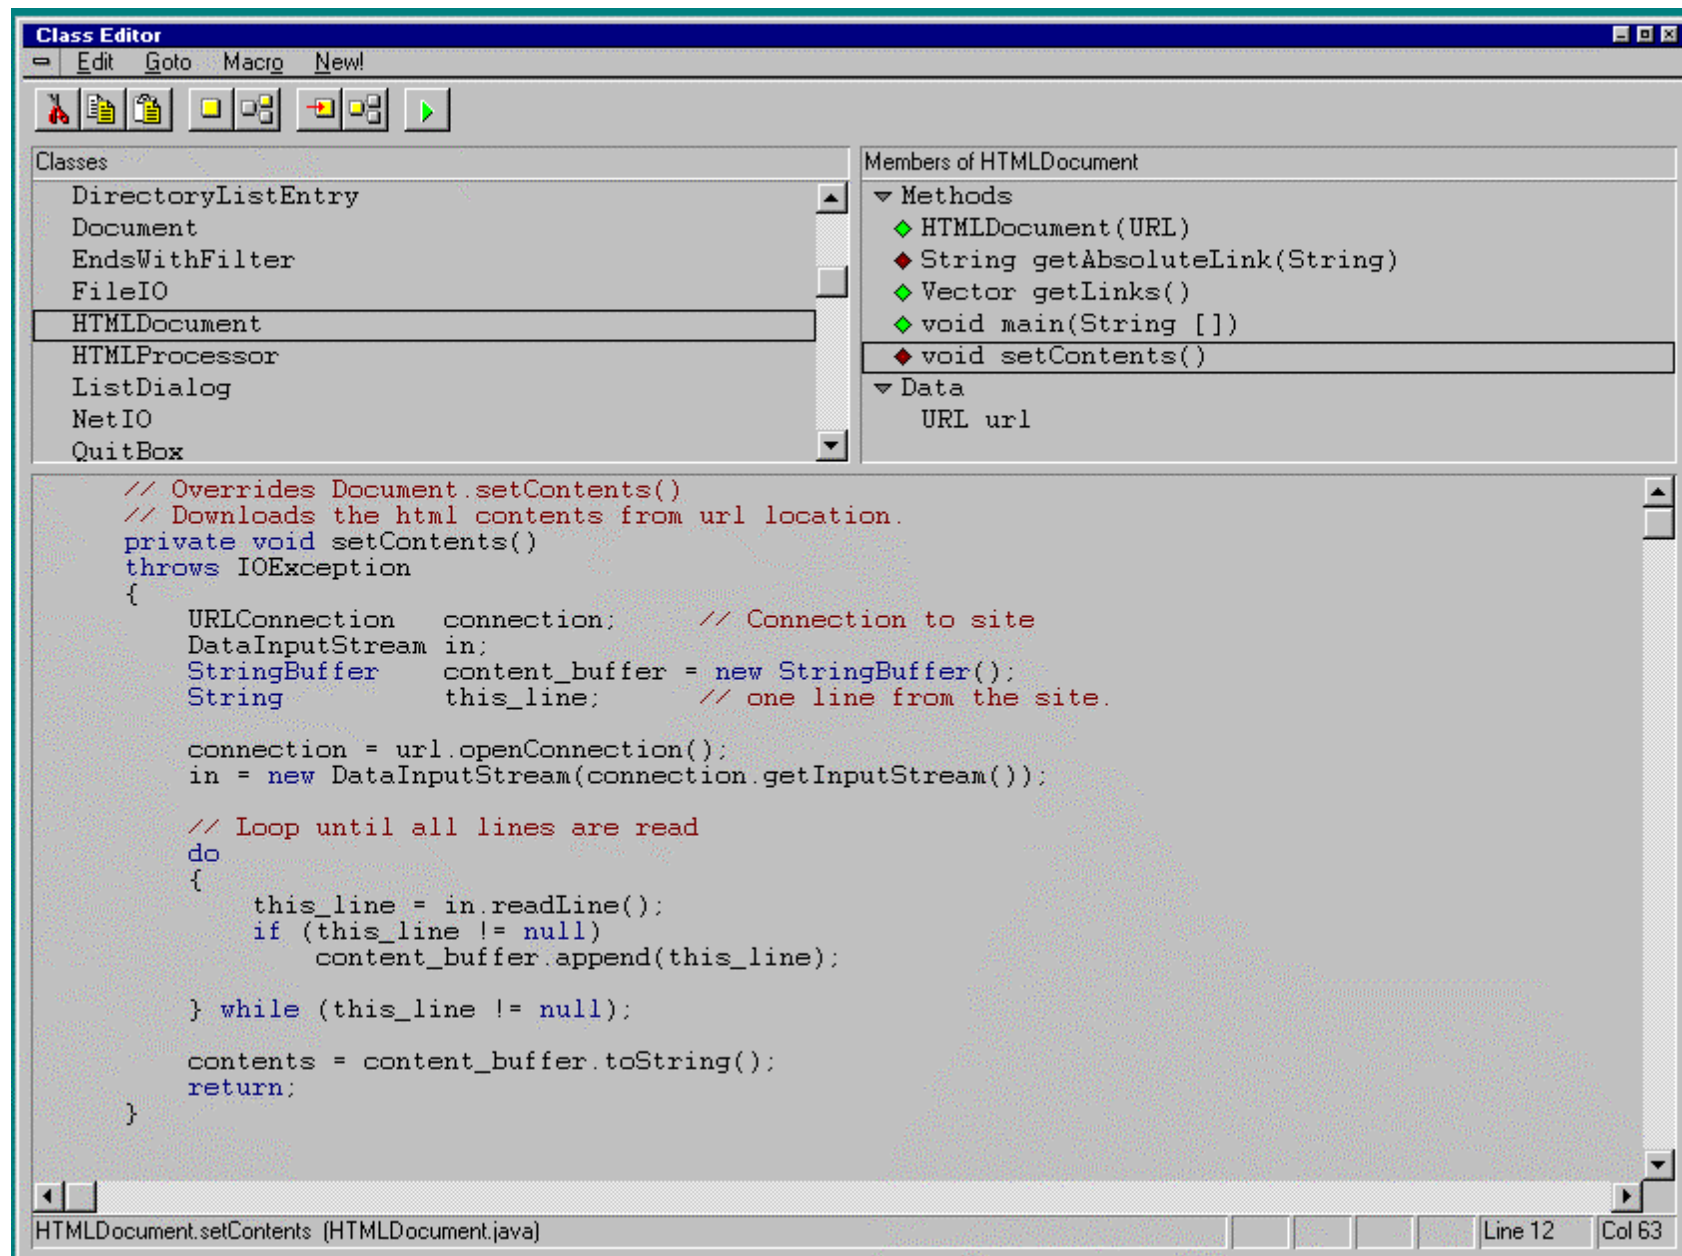 Class Editor
Edit Goto Macro New!
Classes
DirectoryListEntry
Document
EndsWithFilter
FileIO
HTMLDocument
HTMLProcessor
ListDialog
NetIO
QuitBox
Members of HTMLDocument
Methods
HTMLDocument(URL)
String getAbsoluteLink(String)
Vector getLinks()
void main(String [])
void setContents()
Data
URL url
// Overrides Document.setContents()
// Downloads the html contents from url location.
private void setContents()
throws IOException
{
URLConnection connection; // Connection to site
DataInputStream in;
StringBuffer content_buffer = new StringBuffer();
String this_line; // one line from the site.
connection = url.openConnection();
in = new DataInputStream(connection.getInputStream());
// Loop until all lines are read
do
{
this_line = in.readLine();
if (this_line != null)
content_buffer.append(this_line);
} while (this_line != null);
contents = content_buffer.toString();
return;
}
HTMLDocument.setContents (HTMLDocument.java) Line 12 Col 63